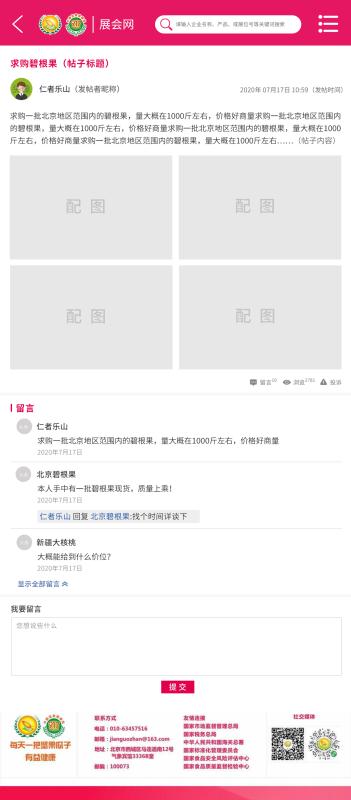 展会网
请输入企业名称、产品、或展位号等关键词搜索
求购碧根果（帖子标题）
仁者乐山（发帖者昵称）
2020年 07月17日 10:59（发帖时间）
求购一批北京地区范围内的碧根果，量大概在1000斤左右，价格好商量求购一批北京地区范围内
的碧根果，量大概在1000斤左右，价格好商量求购一批北京地区范围内的碧根果，量大概在1000
斤左右，价格好商量求购一批北京地区范围内的碧根果，量大概在1000斤左右……（帖子内容）
配 图
配 图
配 图
配 图
留言
浏览
投诉
留言
仁者乐山
求购一批北京地区范围内的碧根果，量大概在1000斤左右，价格好商量
2020年7月17日
北京碧根果
本人手中有一批碧根果现货，质量上乘！
2020年7月17日
仁者乐山 回复 北京碧根果:找个时间详谈下
新疆大核桃
大概能给到什么价位？
2020年7月17日
显示全部留言
我要留言
您想说些什么
提 交
每天一把坚果瓜子
有益健康
联系方式
电话：010-63457516
邮箱：jianguozhan@163.com
地址：北京市西城区马连道南12号
气象宾馆33368室
邮编：100073
友情连接
国家市场监督管理总局
国家税务总局
中华人民共和国海关总署
国家标准化管理委员会
国家食品安全风险评估中心
国家食品质量监督检验中心
社交媒体